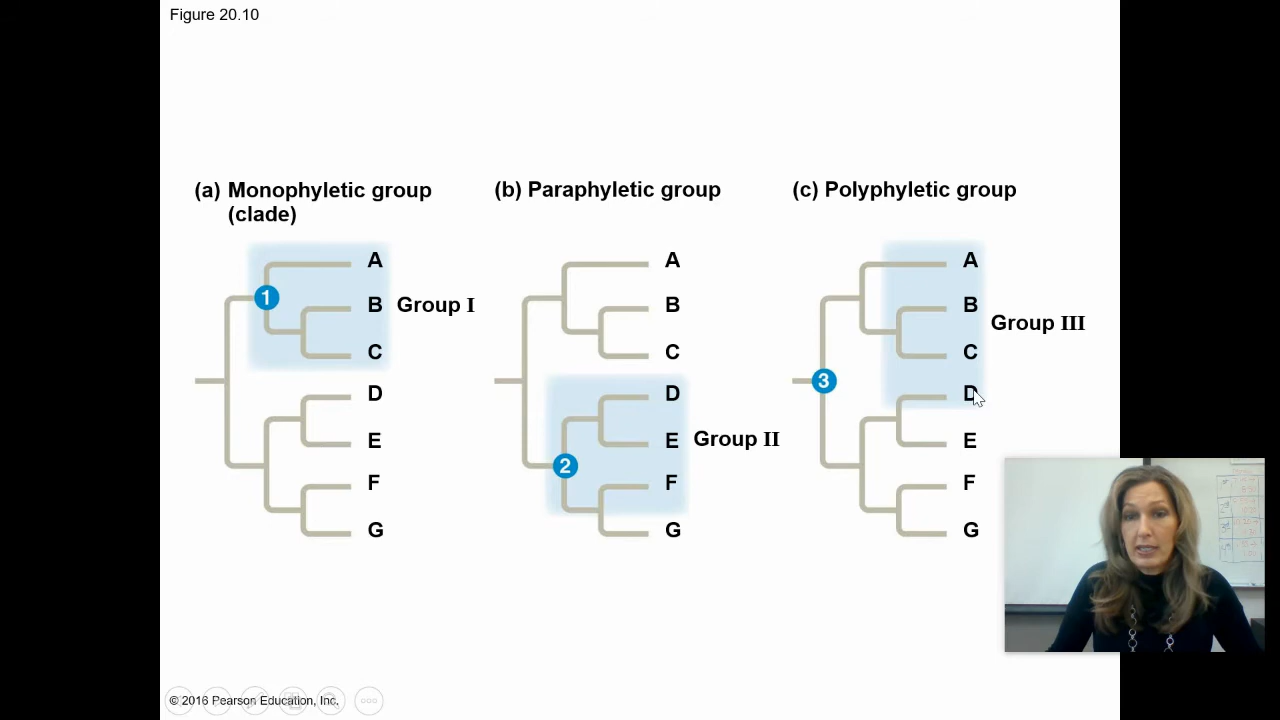 Figure 20.10
(a) Monophyletic group
(clade)
A
B
C
D
E
F
G
1
Group I
(b) Paraphyletic group
A
B
C
D
E
F
G
2
Group II
(c) Polyphyletic group
A
B
C
D
E
F
G
3
Group III
© 2016 Pearson Education, Inc.